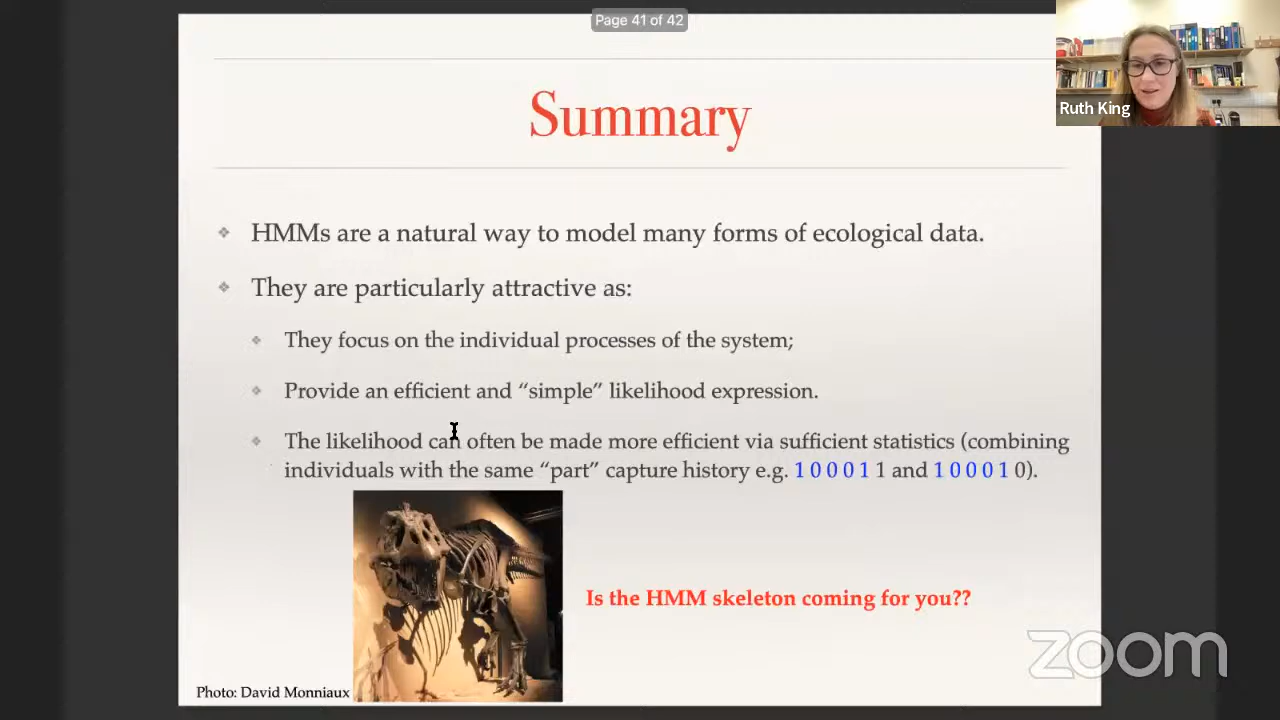 Page 41 of 42
Ruth King
Summary
HMMs are a natural way to model many forms of ecological data.
They are particularly attractive as:
They focus on the individual processes of the system;
Provide an efficient and “simple” likelihood expression.
The likelihood can often be made more efficient via sufficient statistics (combining
individuals with the same “part” capture history e.g. 1 0 0 0 1 1 and 1 0 0 0 1 0).
Is the HMM skeleton coming for you??
Photo: David Monniaux
zoom